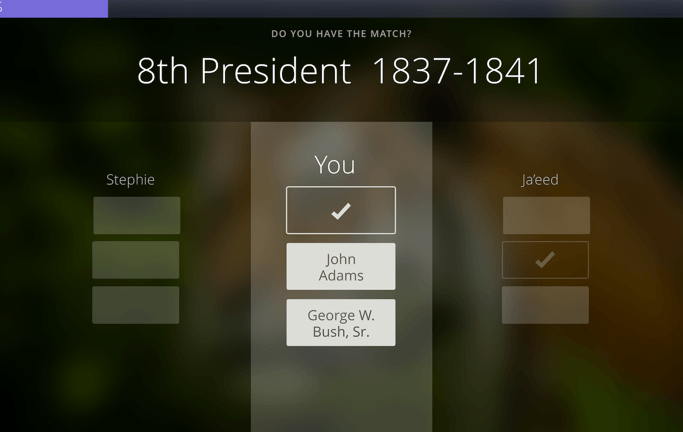 DO YOU HAVE THE MATCH?
8th President 1837-1841
You
Stephie
Ja'eed
John
Adams
George W.
Bush, Sr.